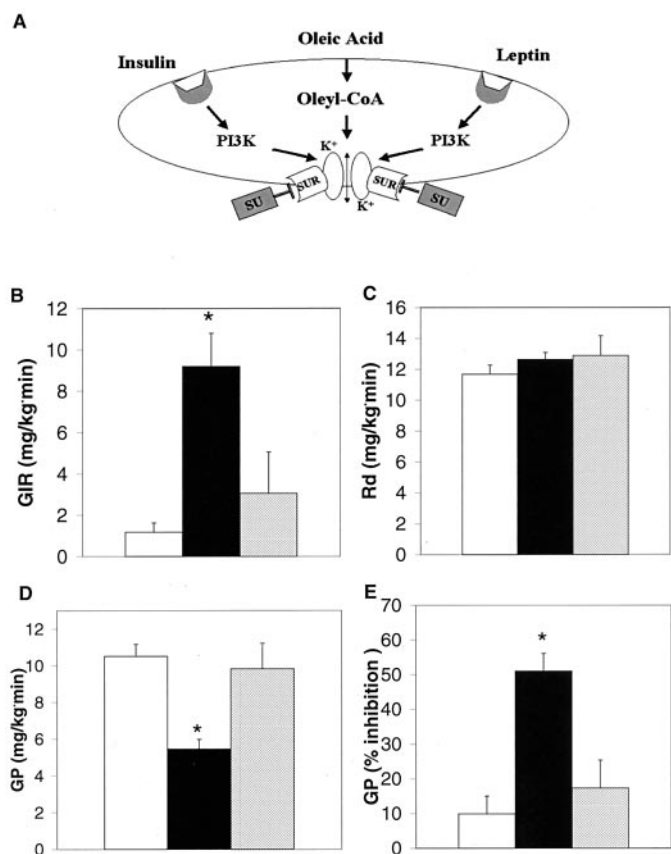 A
Oleic Acid
Insulin
Leptin
Oleyl-CoA
PI3K
PI3K
K+
SUR
SUR
SU
SU
K+
B
12
10
8
6
4
2
0
GIR (mg/kg·min)
*
C
16
14
12
10
8
6
4
2
0
Rd (mg/kg·min)
D
12
10
8
6
4
2
0
GP (mg/kg·min)
*
E
70
60
50
40
30
20
10
0
GP (% inhibition )
*